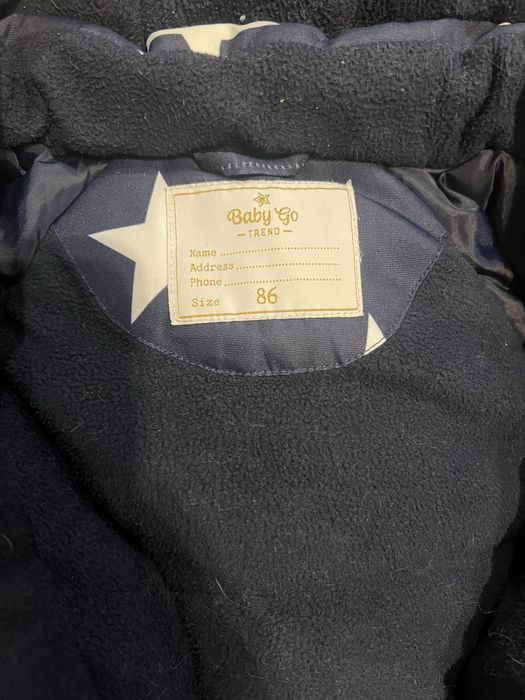 Baby Go
- TREND -
Name ..............................
Address ...........................
Phone .............................
Size 86